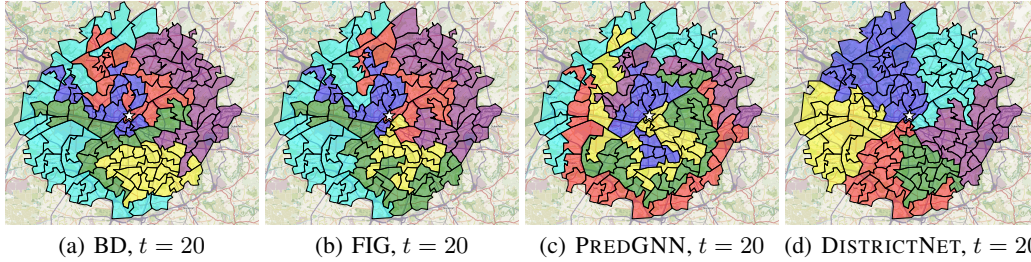 (a) BD, t = 20
(b) FIG, t = 20
(c) PREDGNN, t = 20
(d) DISTRICTNET, t = 20